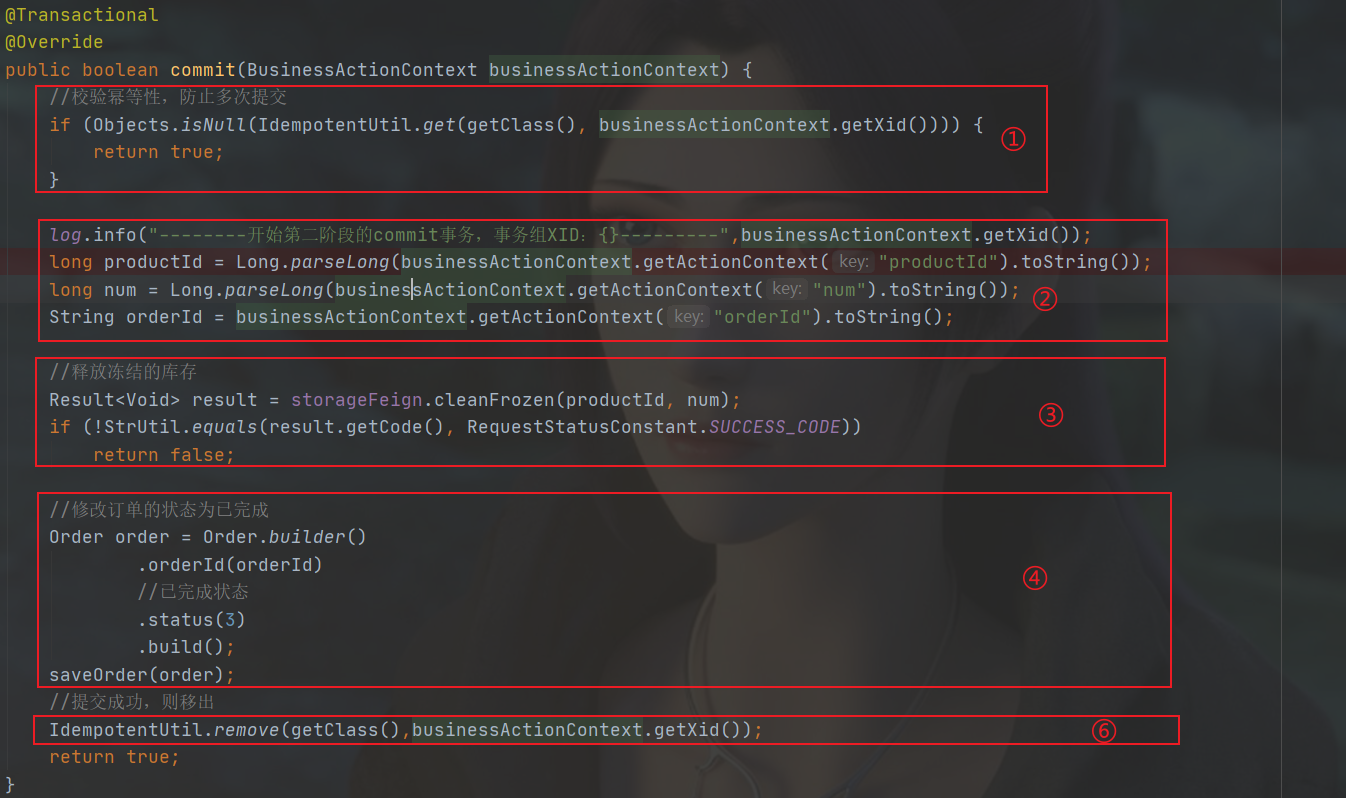 @Transactional
@Override
public boolean commit(BusinessActionContext businessActionContext) {
//校验幂等性，防止多次提交
if (Objects.isNull(IdempotentUtil.get(getClass(), businessActionContext.getXid()))) {
return true;
}
①
log.info("--------开始第二阶段的commit事务，事务组XID：{}---------",businessActionContext.getXid());
long productId = Long.parseLong(businessActionContext.getActionContext( key: "productId").toString());
long num = Long.parseLong(businessActionContext.getActionContext( key: "num").toString());
String orderId = businessActionContext.getActionContext( key: "orderId").toString();
②
//释放冻结的库存
Result<Void> result = storageFeign.cleanFrozen(productId, num);
if (!StrUtil.equals(result.getCode(), RequestStatusConstant.SUCCESS_CODE))
return false;
③
//修改订单的状态为已完成
Order order = Order.builder()
.orderId(orderId)
//已完成状态
.status(3)
.build();
saveOrder(order);
④
//提交成功，则移出
IdempotentUtil.remove(getClass(),businessActionContext.getXid());
⑥
return true;
}